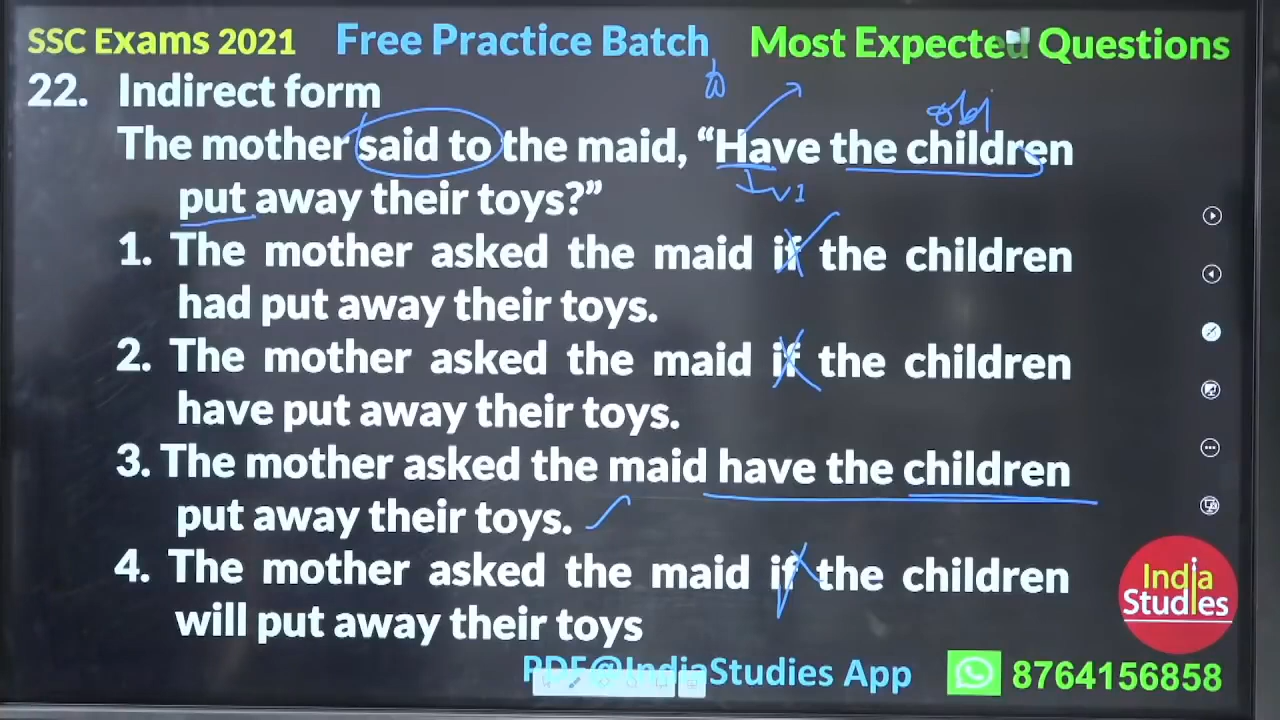 SSC Exams 2021 Free Practice Batch Most Expected Questions
22. Indirect form
obj
The mother said to the maid, “Have the children
V1
put away their toys?”
1. The mother asked the maid if the children
had put away their toys.
2. The mother asked the maid if the children
have put away their toys.
3. The mother asked the maid have the children
put away their toys.
4. The mother asked the maid if the children
will put away their toys
India
Studies
PDF@IndiaStudies App 8764156858